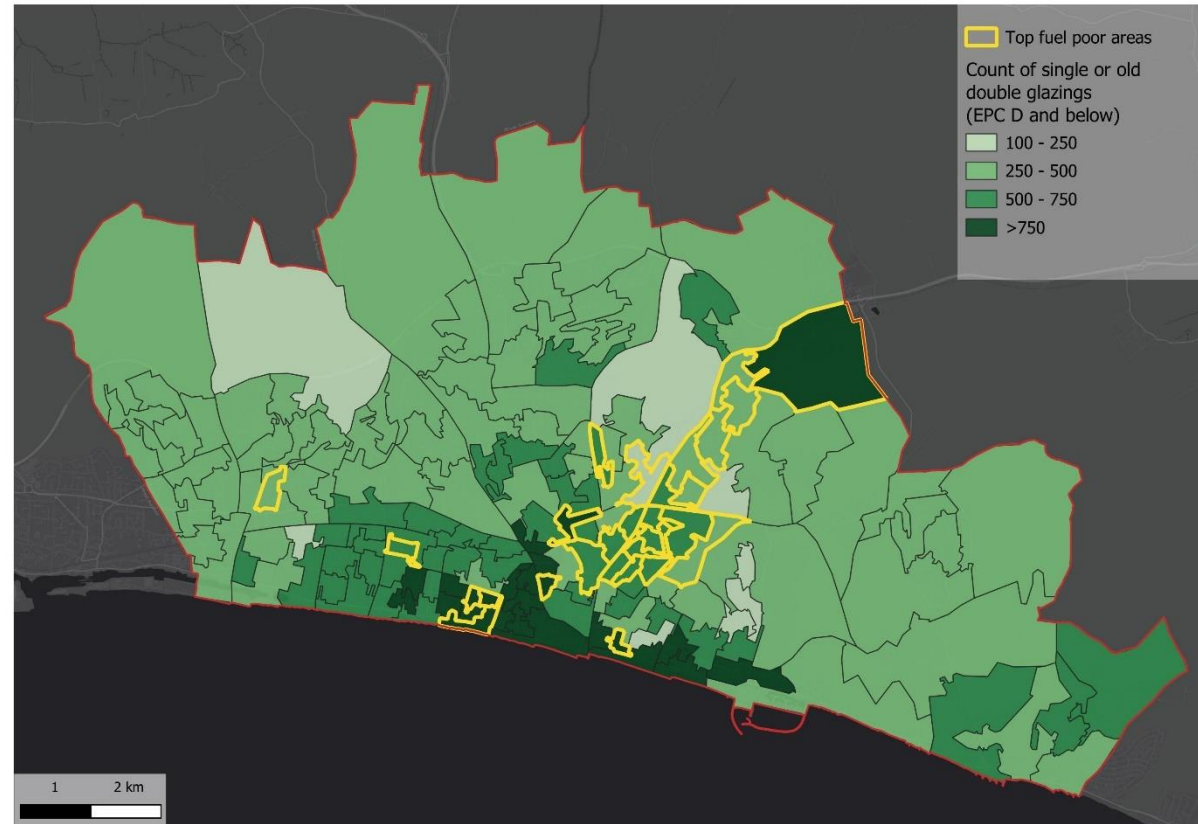 Top fuel poor areas
Count of single or old
double glazings
(EPC D and below)
100 - 250
250 - 500
500 - 750
>750
1 2 km